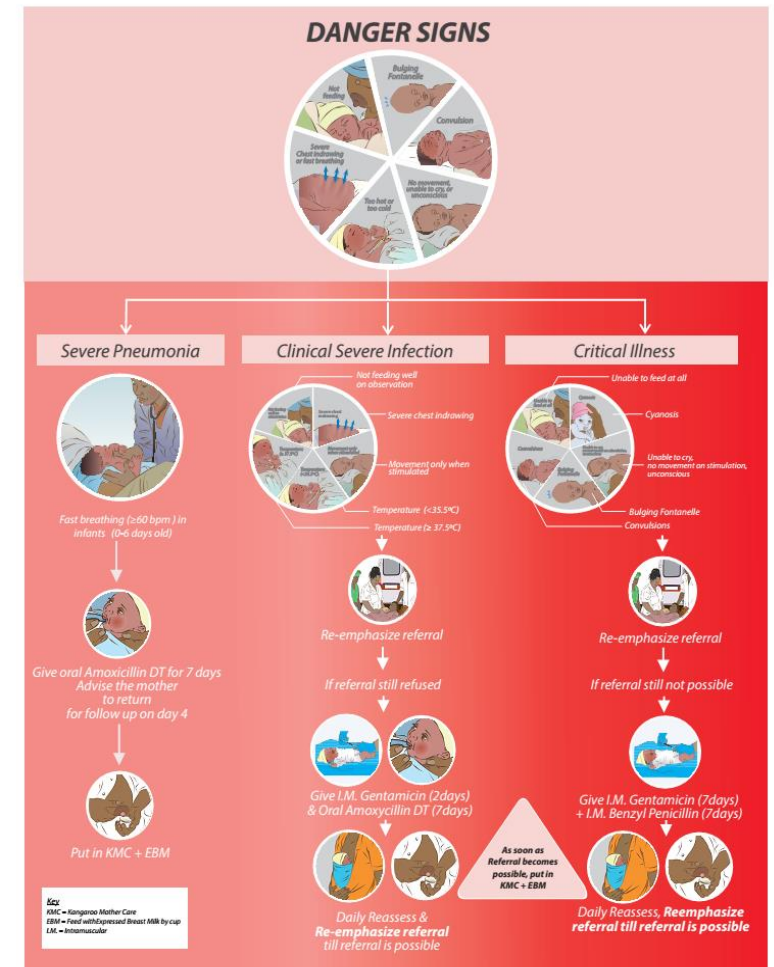 DANGER SIGNS
Not
feeding
Bulging
Fontanelle
Convulsion
Severe
Chest indrawing
or fast breathing
No movement,
unable to cry, or
unconscious
Too hot or
too cold
Severe Pneumonia
Fast breathing (≥60 bpm ) in
infants (0-6 days old)
Give oral Amoxicillin DT for 7 days
Advise the mother
to return
for follow up on day 4
Put in KMC + EBM
Key
KMC = Kangaroo Mother Care
EBM = Feed withExpressed Breast Milk by cup
I.M. = Intramuscular
Clinical Severe Infection
Not feeding well
on observation
Severe chest indrawing
Movement only when
stimulated
Temperature (<35.5ºC)
Temperature (≥ 37.5ºC)
Re-emphasize referral
If referral still refused
Give I.M. Gentamicin (2days)
& Oral Amoxycillin DT (7days)
Daily Reassess &
Re-emphasize referral
till referral is possible
As soon as
Referral becomes
possible, put in
KMC + EBM
Critical Illness
Unable to feed at all
Cyanosis
Unable to cry,
no movement on stimulation,
unconscious
Bulging Fontanelle
Convulsions
Re-emphasize referral
If referral still not possible
Give I.M. Gentamicin (7days)
+ I.M. Benzyl Penicillin (7days)
Daily Reassess, Reemphasize
referral till referral is possible